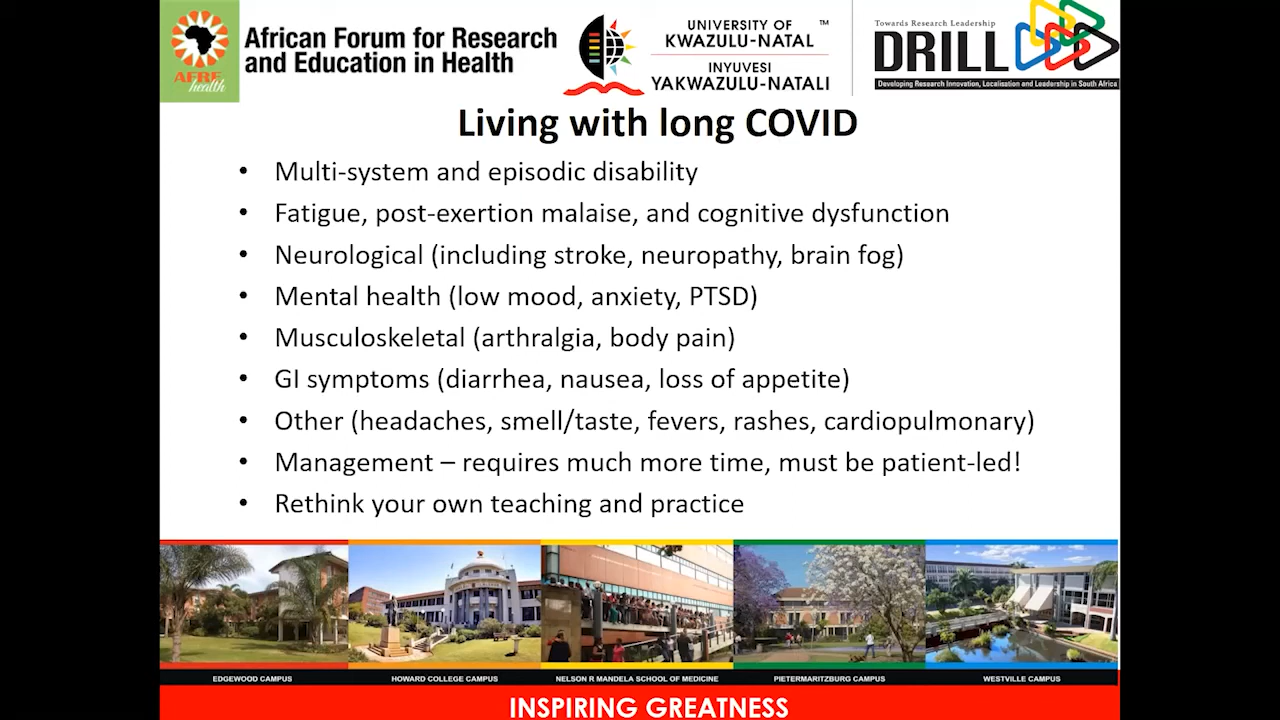 African Forum for Research
and Education in Health
AFRE
health
UNIVERSITY OF ™
KWAZULU-NATAL
INYUVESI
YAKWAZULU-NATALI
Towards Research Leadership
DRILL
Developing Research Innovation, Localisation and Leadership in South Africa
Living with long COVID
• Multi-system and episodic disability
• Fatigue, post-exertion malaise, and cognitive dysfunction
• Neurological (including stroke, neuropathy, brain fog)
• Mental health (low mood, anxiety, PTSD)
• Musculoskeletal (arthralgia, body pain)
• GI symptoms (diarrhea, nausea, loss of appetite)
• Other (headaches, smell/taste, fevers, rashes, cardiopulmonary)
• Management – requires much more time, must be patient-led!
• Rethink your own teaching and practice
EDGEWOOD CAMPUS
HOWARD COLLEGE CAMPUS
NELSON R MANDELA SCHOOL OF MEDICINE
PIETERMARITZBURG CAMPUS
WESTVILLE CAMPUS
INSPIRING GREATNESS